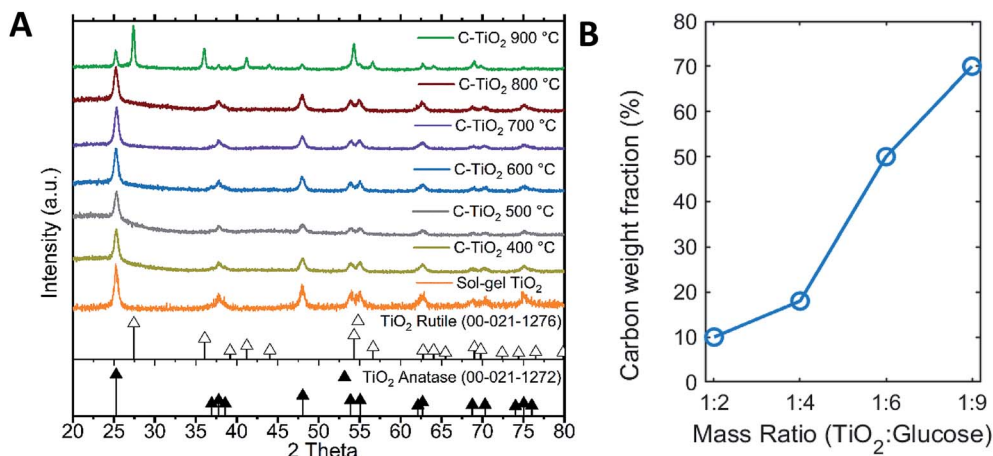 A
C-TiO₂ 900 °C
C-TiO₂ 800 °C
C-TiO₂ 700 °C
C-TiO₂ 600 °C
C-TiO₂ 500 °C
C-TiO₂ 400 °C
Sol-gel TiO₂
TiO₂ Rutile (00-021-1276)
TiO₂ Anatase (00-021-1272)
Intensity (a.u.)
20 25 30 35 40 45 50 55 60 65 70 75 80
2 Theta
B
80
70
60
50
40
30
20
10
0
Carbon weight fraction (%)
1:2 1:4 1:6 1:9
Mass Ratio (TiO₂:Glucose)